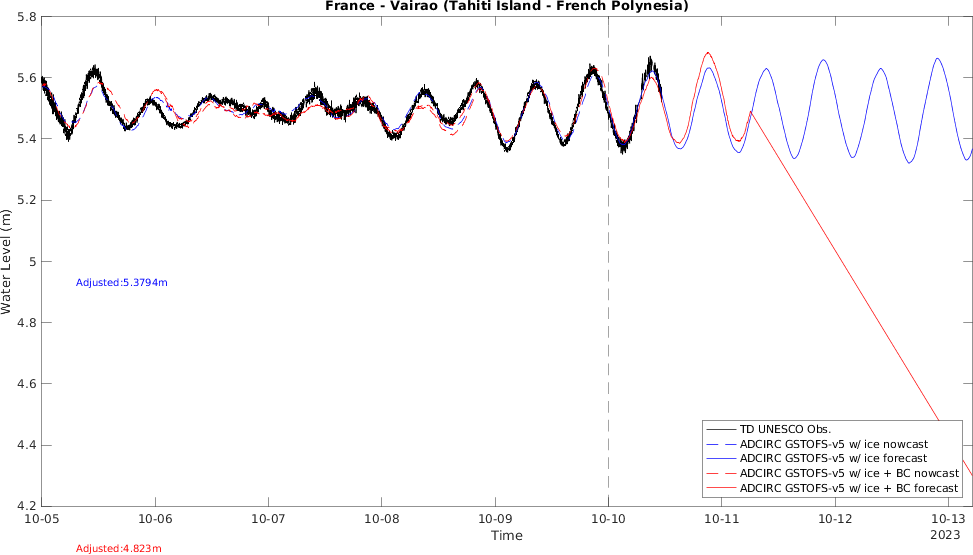 France - Vairao (Tahiti Island - French Polynesia)
5.8
5.6
5.4
5.2
5
4.8
4.6
4.4
4.2
Water Level (m)
Adjusted:5.3794m
TD UNESCO Obs.
ADCIRC GSTOFS-v5 w/ ice nowcast
ADCIRC GSTOFS-v5 w/ ice forecast
ADCIRC GSTOFS-v5 w/ ice + BC nowcast
ADCIRC GSTOFS-v5 w/ ice + BC forecast
10-05 10-06 10-07 10-08 10-09 10-10 10-11 10-12 10-13
Time 2023
Adjusted:4.823m